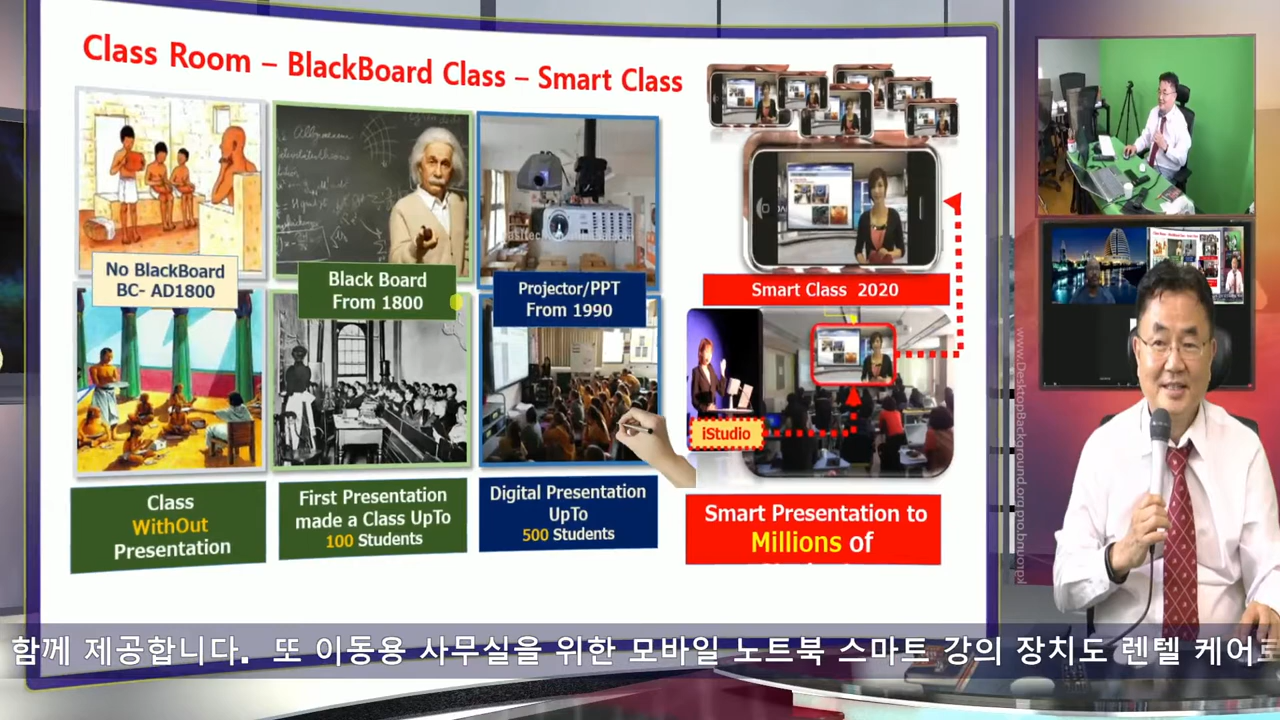 Class Room – BlackBoard Class – Smart Class
No BlackBoard
BC- AD1800
Black Board
From 1800
Projector/PPT
From 1990
Smart Class 2020
iStudio
Class
WithOut
Presentation
First Presentation
made a Class UpTo
100 Students
Digital Presentation
UpTo
500 Students
Smart Presentation to
Millions of
www.DesktopBackground.org
함께 제공합니다. 또 이동용 사무실을 위한 모바일 노트북 스마트 강의 장치도 렌텔 케어로